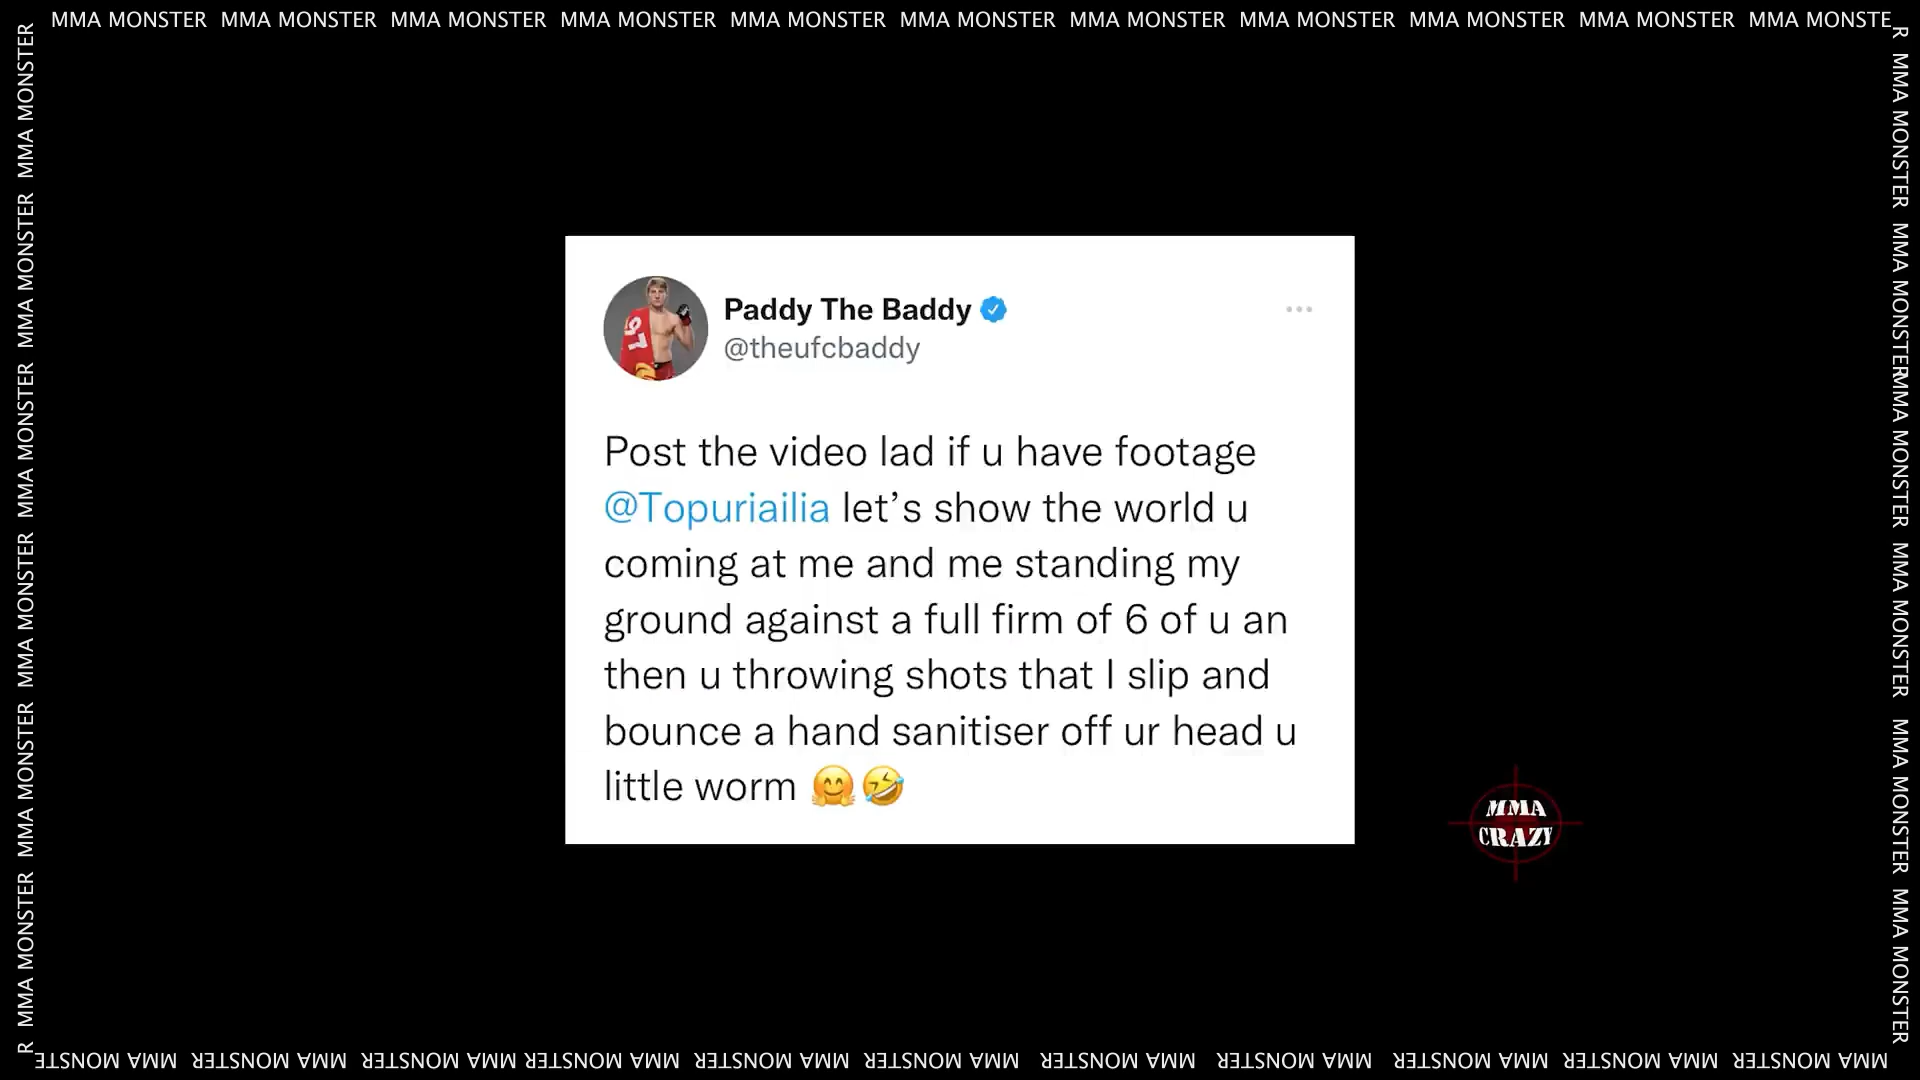 MMA MONSTER MMA MONSTER MMA MONSTER MMA MONSTER MMA MONSTER MMA MONSTER MMA MONSTER MMA MONSTER MMA MONSTER MMA MONSTER MMA MONSTE
R MMA MONSTER MMA MONSTER MMA MONSTER MMA MONSTER MMA MONSTER MMA MONSTER
97
Paddy The Baddy
@theufcbaddy
Post the video lad if u have footage
@Topuriailia let’s show the world u
coming at me and me standing my
ground against a full firm of 6 of u an
then u throwing shots that I slip and
bounce a hand sanitiser off ur head u
little worm 🤗🤣
MMA
CRAZY
R MMA MONSTER MMA MONSTER MMA MONSTER MMA MONSTER MMA MONSTER MMA MONSTER
MMA MONSTER MMA MONSTER MMA MONSTER MMA MONSTER MMA MONSTER MMA MONSTER MMA MONSTER MMA MONSTER MMA MONSTER MMA MONSTER MMA MONSTE